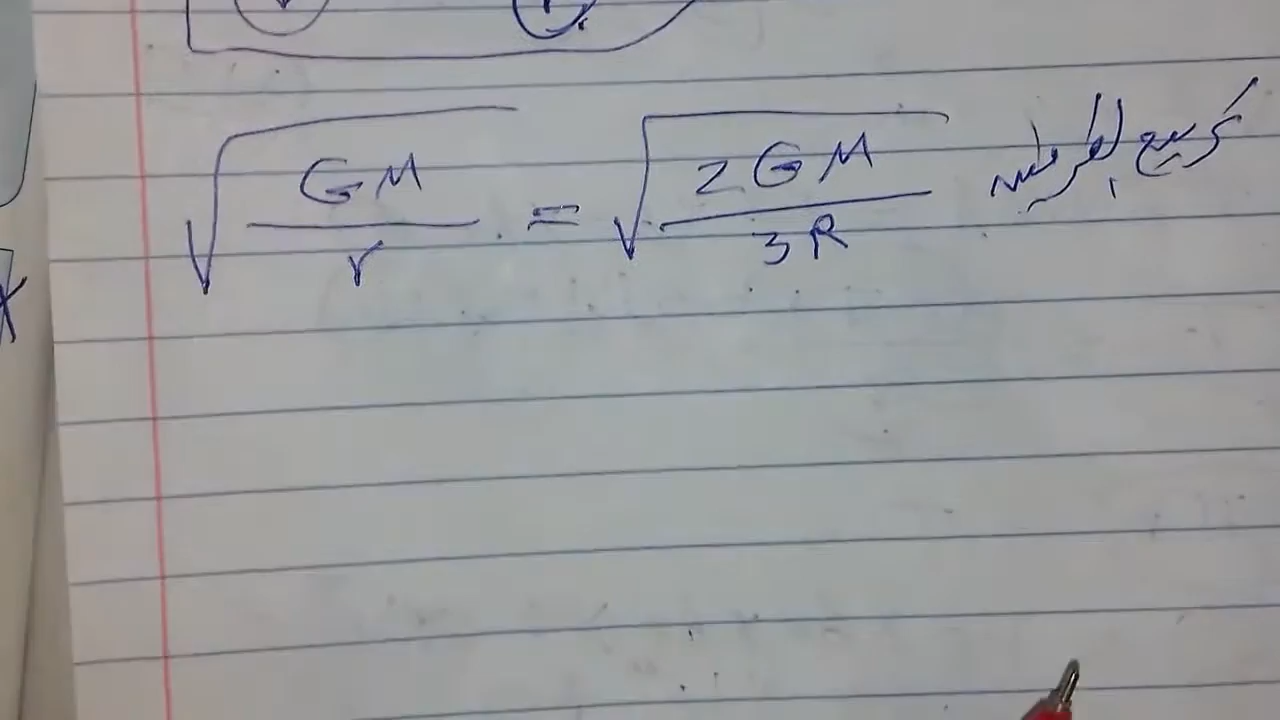 √(GM/r) = √(2GM/3R) تربيع الطرفين